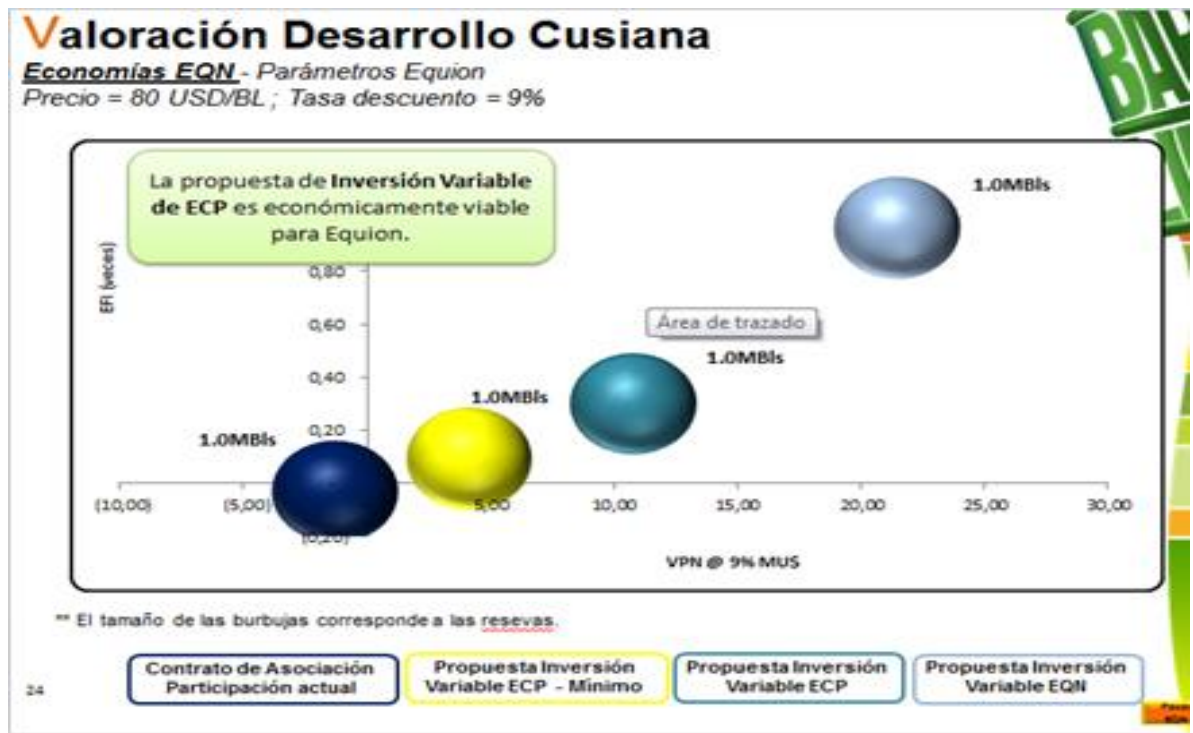 Valoración Desarrollo Cusiana
Economías EQN - Parámetros Equion
Precio = 80 USD/BL ; Tasa descuento = 9%
La propuesta de Inversión Variable
de ECP es económicamente viable
para Equion.
EFI (veces)
0,80
0,60
0,40
0,20
(0,20)
1.0MBls
1.0MBls
1.0MBls
1.0MBls
Área de trazado
(10,00)
(5,00)
5,00
10,00
15,00
20,00
25,00
30,00
VPN @ 9% MU$
** El tamaño de las burbujas corresponde a las resevas.
Contrato de Asociación
Participación actual
Propuesta Inversión
Variable ECP - Mínimo
Propuesta Inversión
Variable ECP
Propuesta Inversión
Variable EQN
24